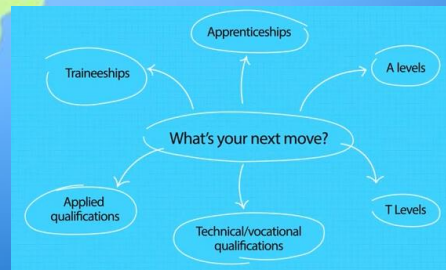 Apprenticeships
Traineeships
A levels
What's your next move?
Applied
qualifications
T Levels
Technical/vocational
qualifications